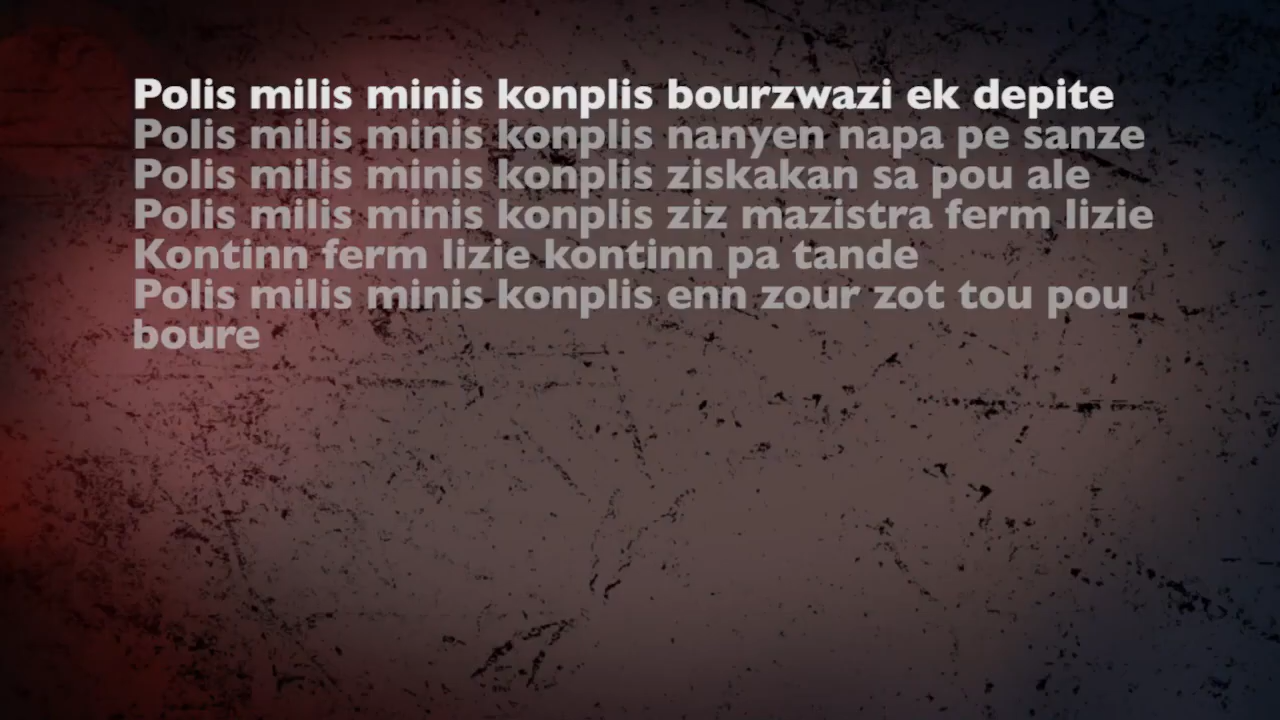 Polis milis minis konplis bourzwazi ek depite
Polis milis minis konplis nanyen napa pe sanze
Polis milis minis konplis ziskakan sa pou ale
Polis milis minis konplis ziz mazistra ferm lizie
Kontinn ferm lizie kontinn pa tande
Polis milis minis konplis enn zour zot tou pou
boure